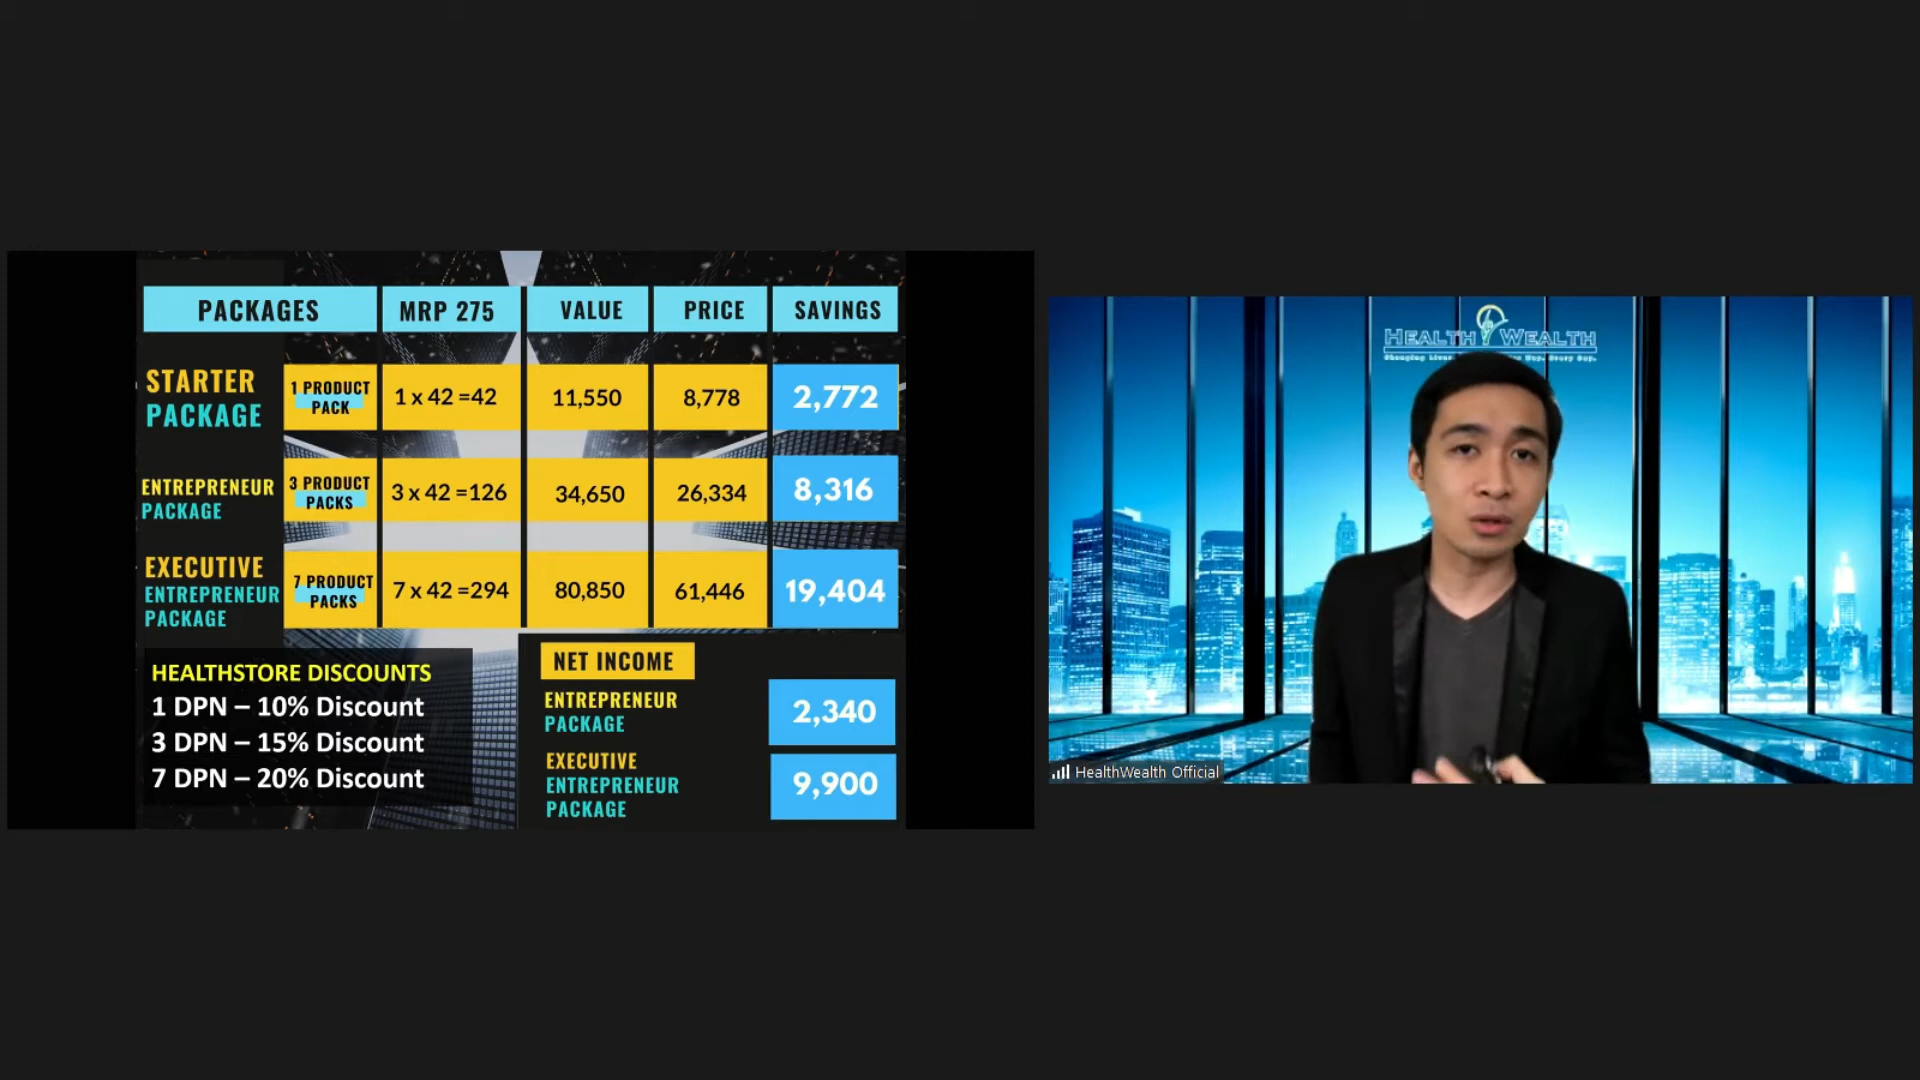 PACKAGES MRP 275 VALUE PRICE SAVINGS
STARTER
PACKAGE
1 PRODUCT
PACK
1 x 42 =42 11,550 8,778 2,772
ENTREPRENEUR
PACKAGE
3 PRODUCT
PACKS
3 x 42 =126 34,650 26,334 8,316
EXECUTIVE
ENTREPRENEUR
PACKAGE
7 PRODUCT
PACKS
7 x 42 =294 80,850 61,446 19,404
HEALTHSTORE DISCOUNTS
1 DPN – 10% Discount
3 DPN – 15% Discount
7 DPN – 20% Discount
NET INCOME
ENTREPRENEUR
PACKAGE
2,340
EXECUTIVE
ENTREPRENEUR
PACKAGE
9,900
HEALTH WEALTH
Changing Lives Every Day.
HealthWealth Official